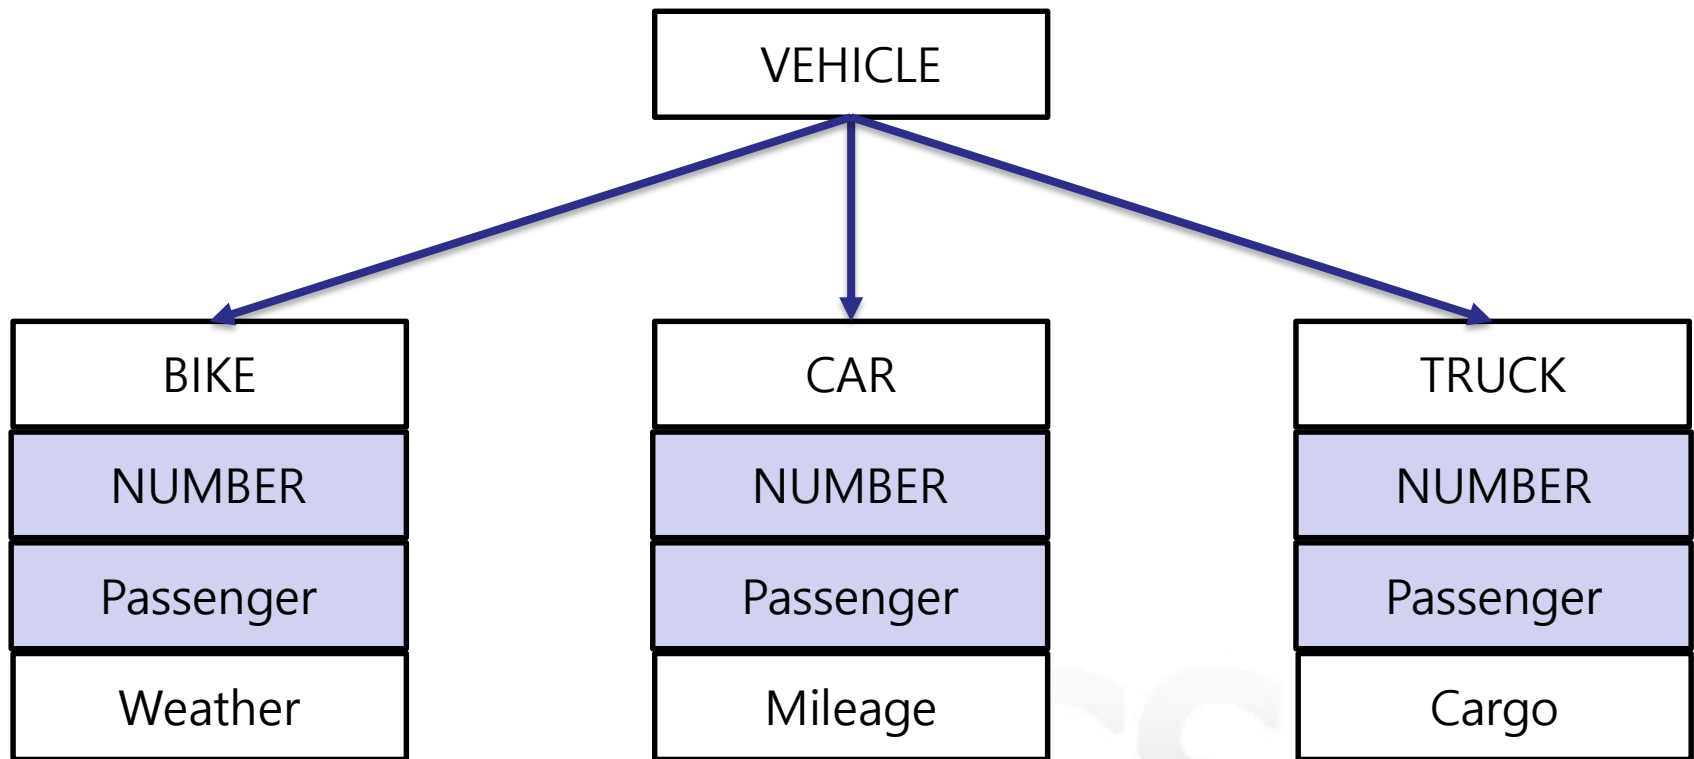 VEHICLE
BIKE
CAR
TRUCK
NUMBER
NUMBER
NUMBER
Passenger
Passenger
Passenger
Weather
Mileage
Cargo